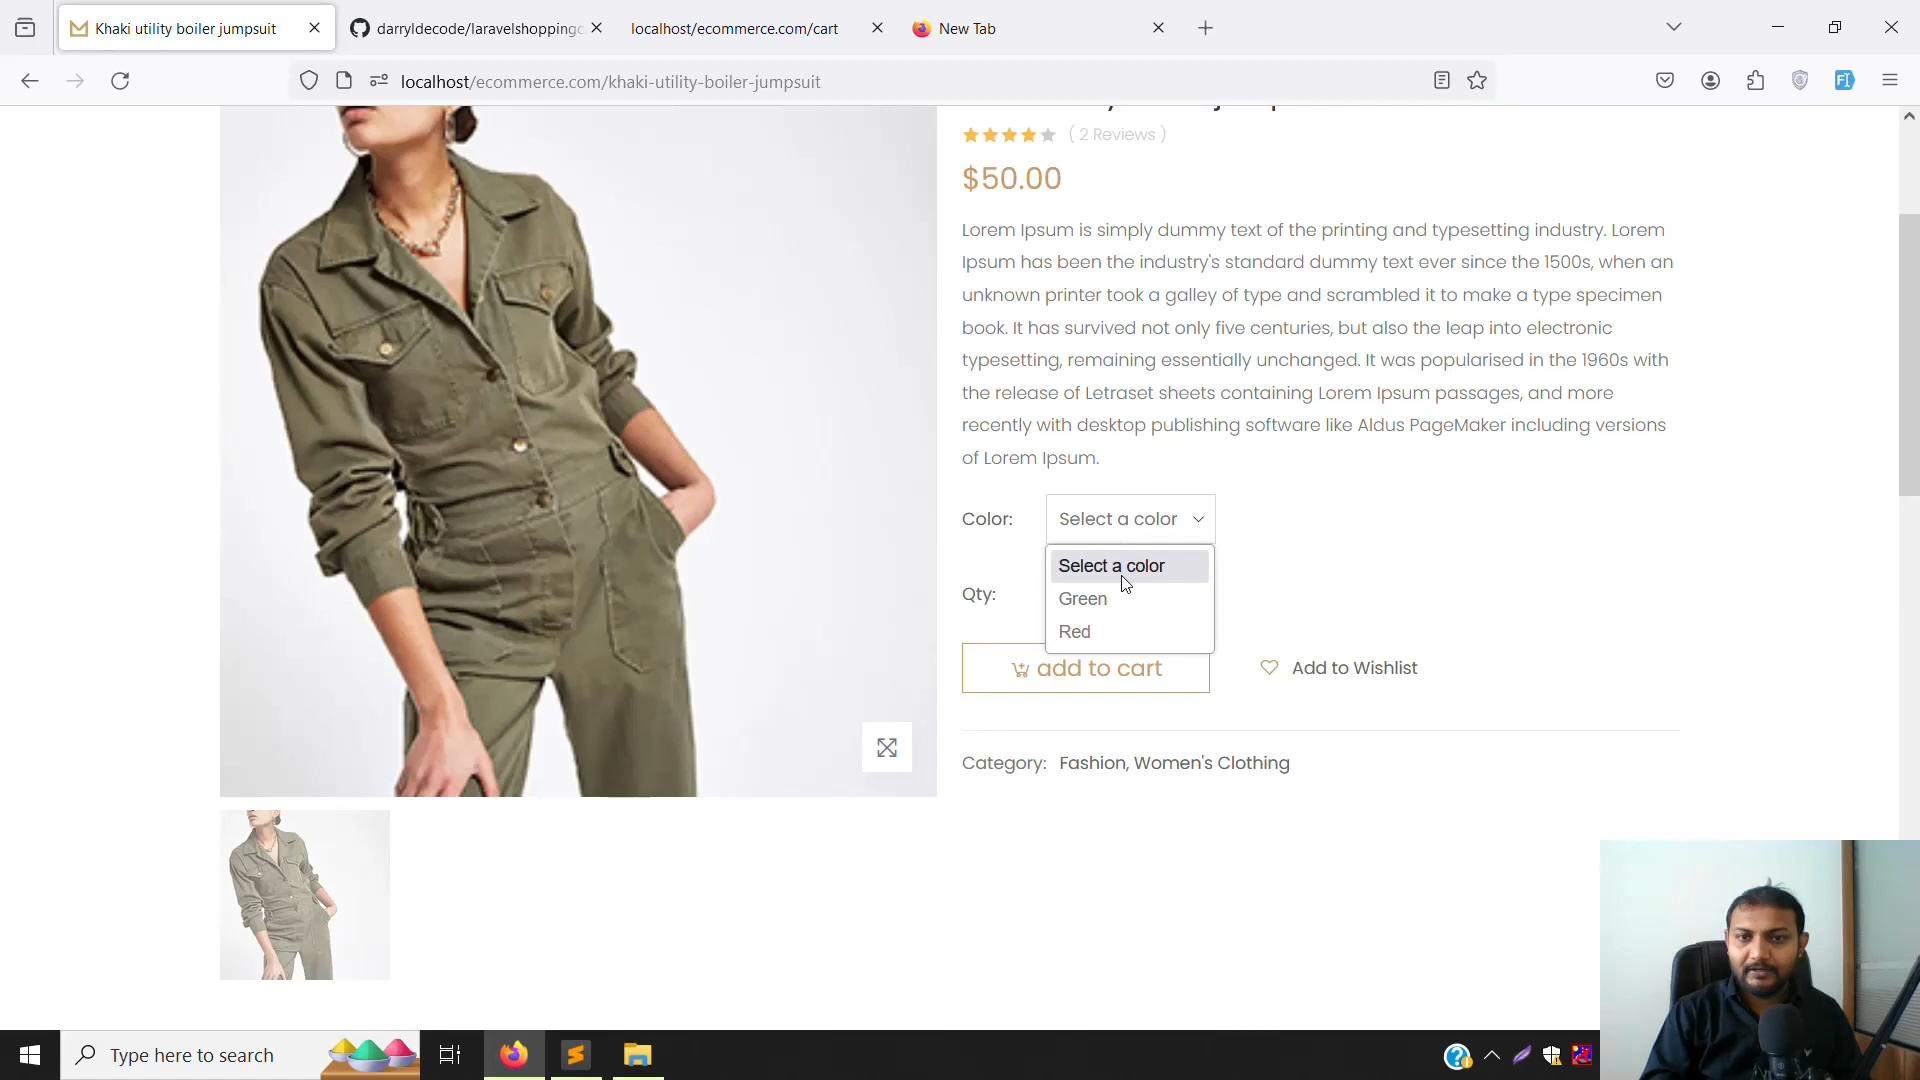 Khaki utility boiler jumpsuit
darryldecode/laravelshoppingc
localhost/ecommerce.com/cart
New Tab
localhost/ecommerce.com/khaki-utility-boiler-jumpsuit
( 2 Reviews )
$50.00
Lorem Ipsum is simply dummy text of the printing and typesetting industry. Lorem
Ipsum has been the industry's standard dummy text ever since the 1500s, when an
unknown printer took a galley of type and scrambled it to make a type specimen
book. It has survived not only five centuries, but also the leap into electronic
typesetting, remaining essentially unchanged. It was popularised in the 1960s with
the release of Letraset sheets containing Lorem Ipsum passages, and more
recently with desktop publishing software like Aldus PageMaker including versions
of Lorem Ipsum.
Color: Select a color
Select a color
Green
Red
Qty:
add to cart
Add to Wishlist
Category: Fashion, Women's Clothing
Type here to search